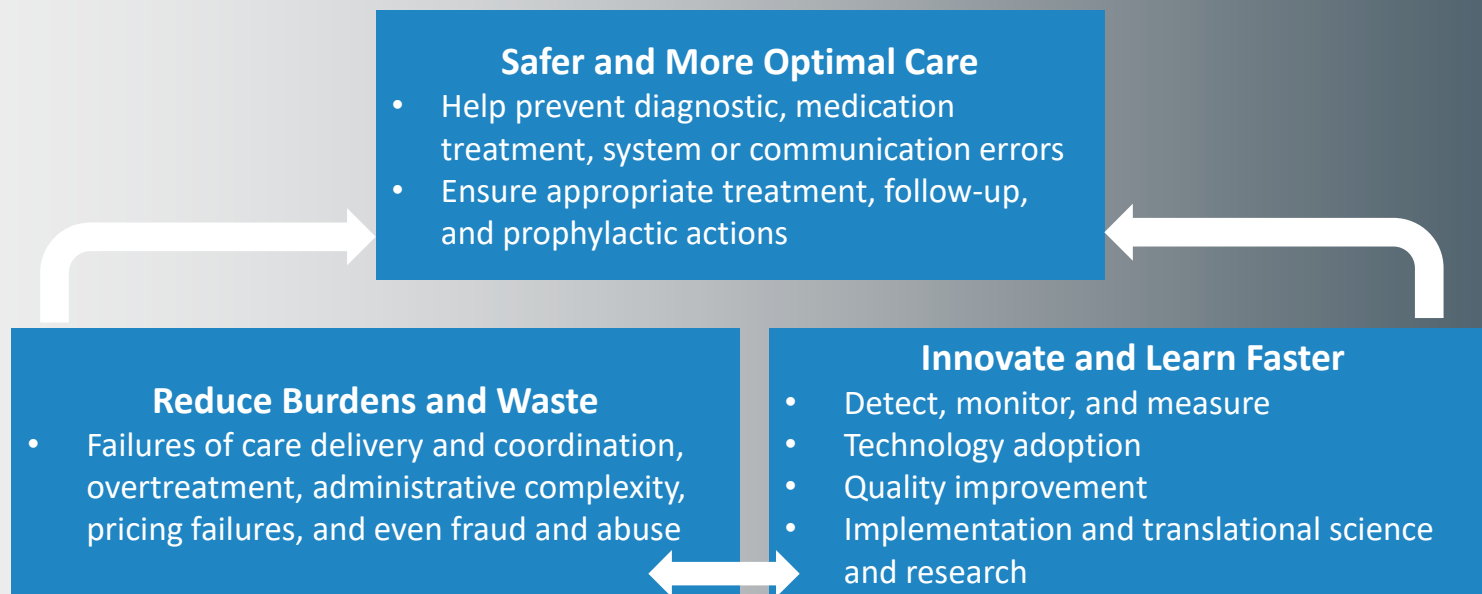 Safer and More Optimal Care
• Help prevent diagnostic, medication
treatment, system or communication errors
• Ensure appropriate treatment, follow-up,
and prophylactic actions
Reduce Burdens and Waste
• Failures of care delivery and coordination,
overtreatment, administrative complexity,
pricing failures, and even fraud and abuse
Innovate and Learn Faster
• Detect, monitor, and measure
• Technology adoption
• Quality improvement
• Implementation and translational science
and research